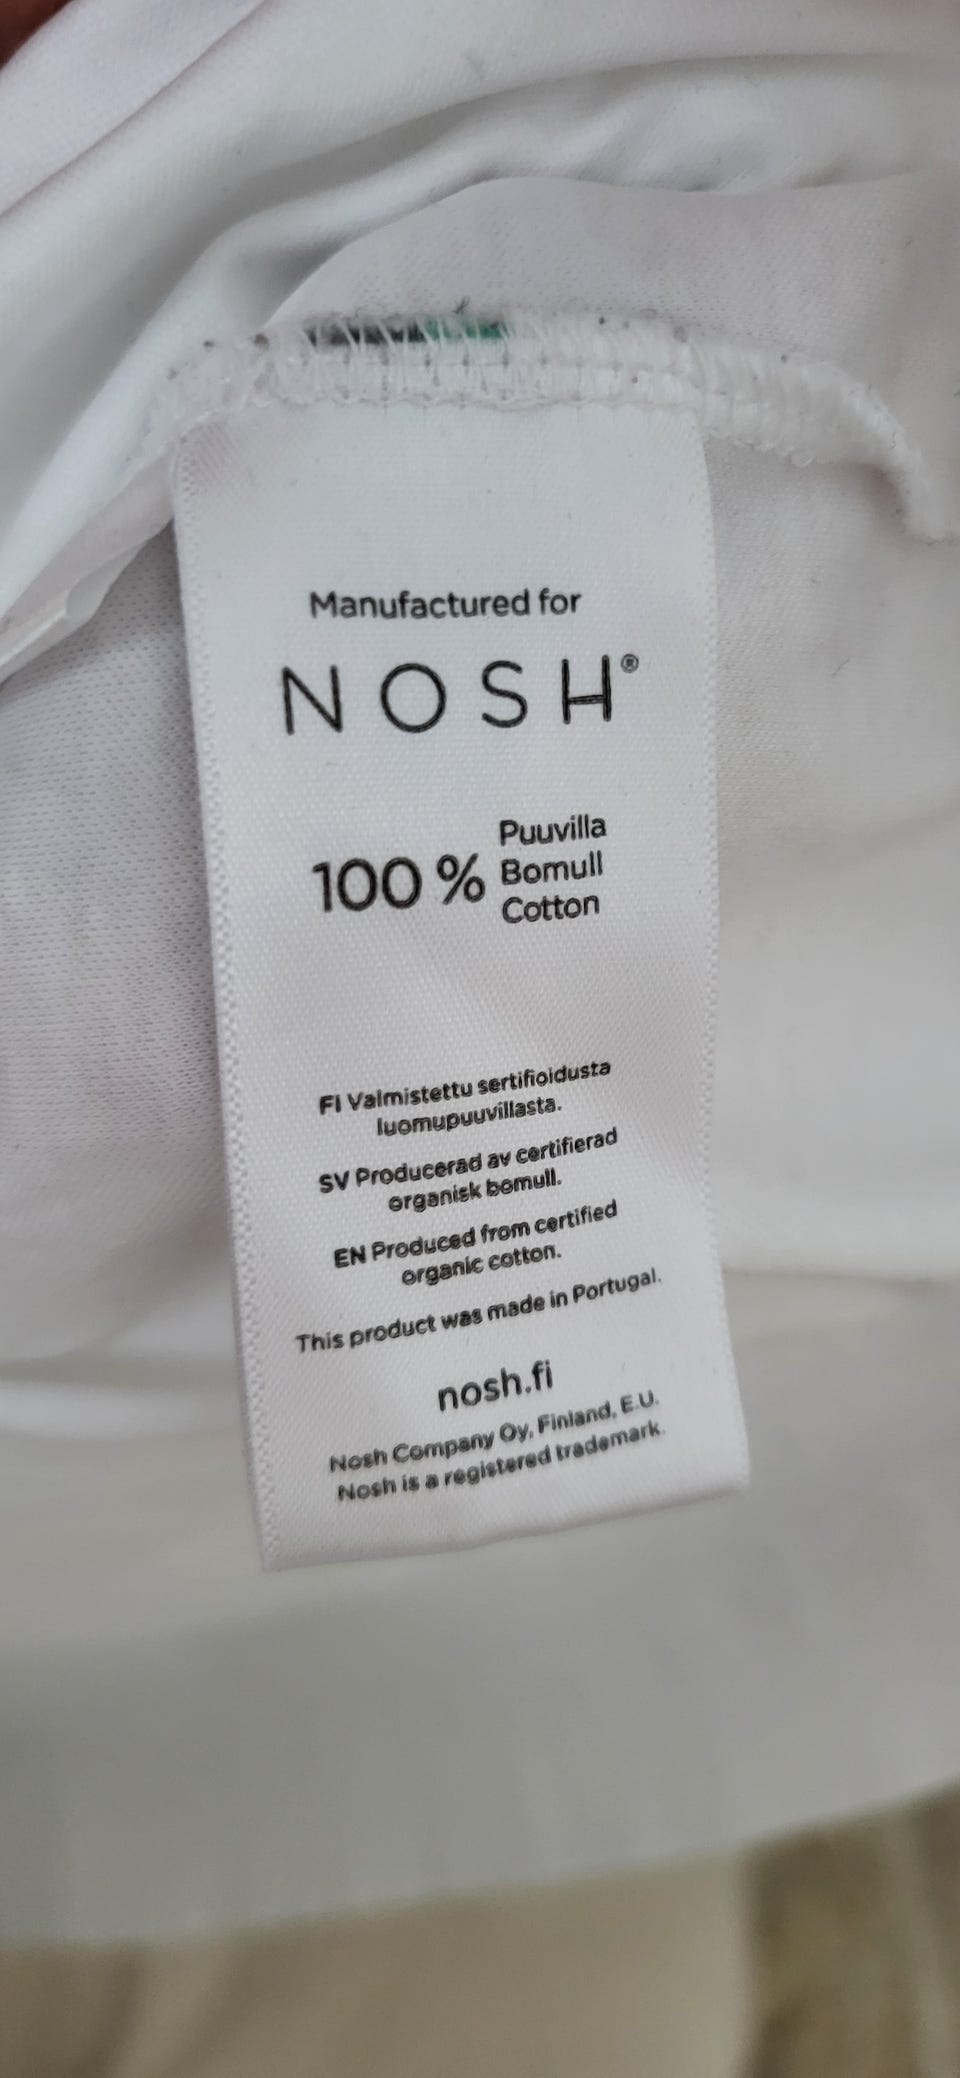 Manufactured for
NOSH®
100 % Puuvilla
Bomull
Cotton
FI Valmistettu sertifioidusta
luomupuuvillasta.
SV Producerad av certifierad
organisk bomull.
EN Produced from certified
organic cotton.
This product was made in Portugal.
nosh.fi
Nosh Company Oy, Finland, E.U.
Nosh is a registered trademark.